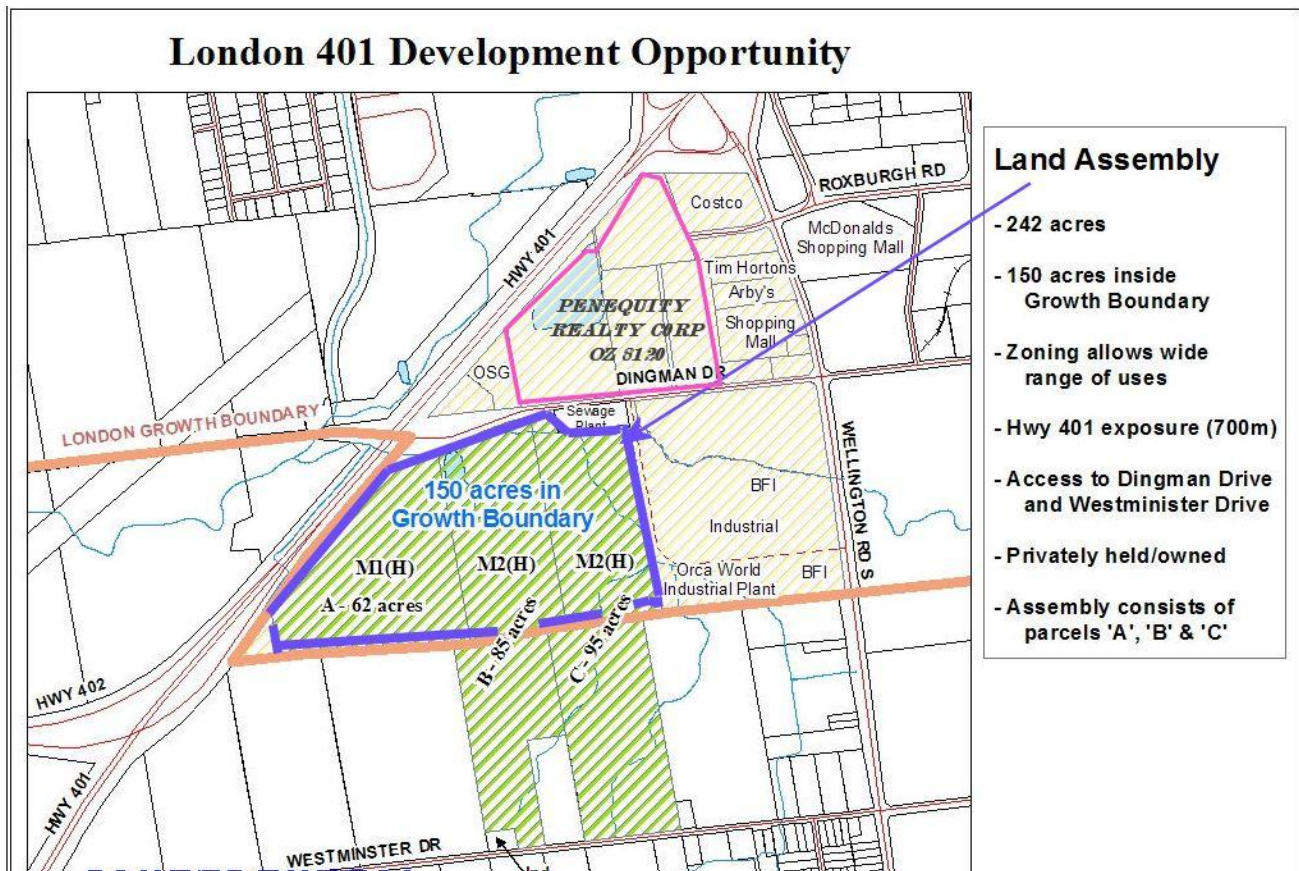 London 401 Development Opportunity
ROXBURGH RD
Costco
McDonalds
Shopping Mall
HWY 401
Tim Hortons
Arby's
Shopping
Mall
PENEQUITY
REALTY CORP
OZ 8120
OSG
DINGMAN DR
Sewage
Plant
LONDON GROWTH BOUNDARY
WELLINGTON RD S
150 acres in
Growth Boundary
BFI
Industrial
M1(H)
M2(H)
M2(H)
Orca World
Industrial Plant
BFI
A - 62 acres
B - 85 acres
C - 95 acres
HWY 402
HWY 401
WESTMINSTER DR
Land Assembly
- 242 acres
- 150 acres inside
Growth Boundary
- Zoning allows wide
range of uses
- Hwy 401 exposure (700m)
- Access to Dingman Drive
and Westminister Drive
- Privately held/owned
- Assembly consists of
parcels 'A', 'B' & 'C'